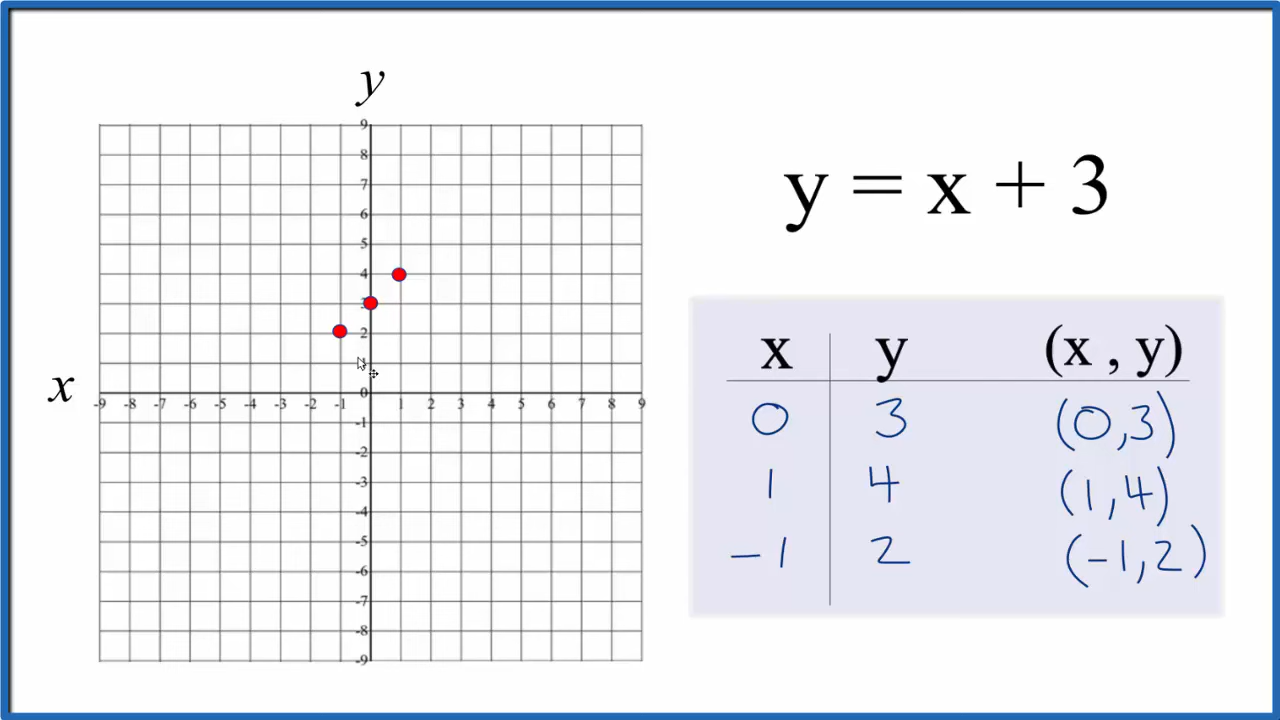 y
9
8
7
6
5
4
3
2
1
0
x
-9 -8 -7 -6 -5 -4 -3 -2 -1 1 2 3 4 5 6 7 8 9
-1
-2
-3
-4
-5
-6
-7
-8
-9
y = x + 3
x y (x , y)
0 3 (0,3)
1 4 (1,4)
-1 2 (-1,2)